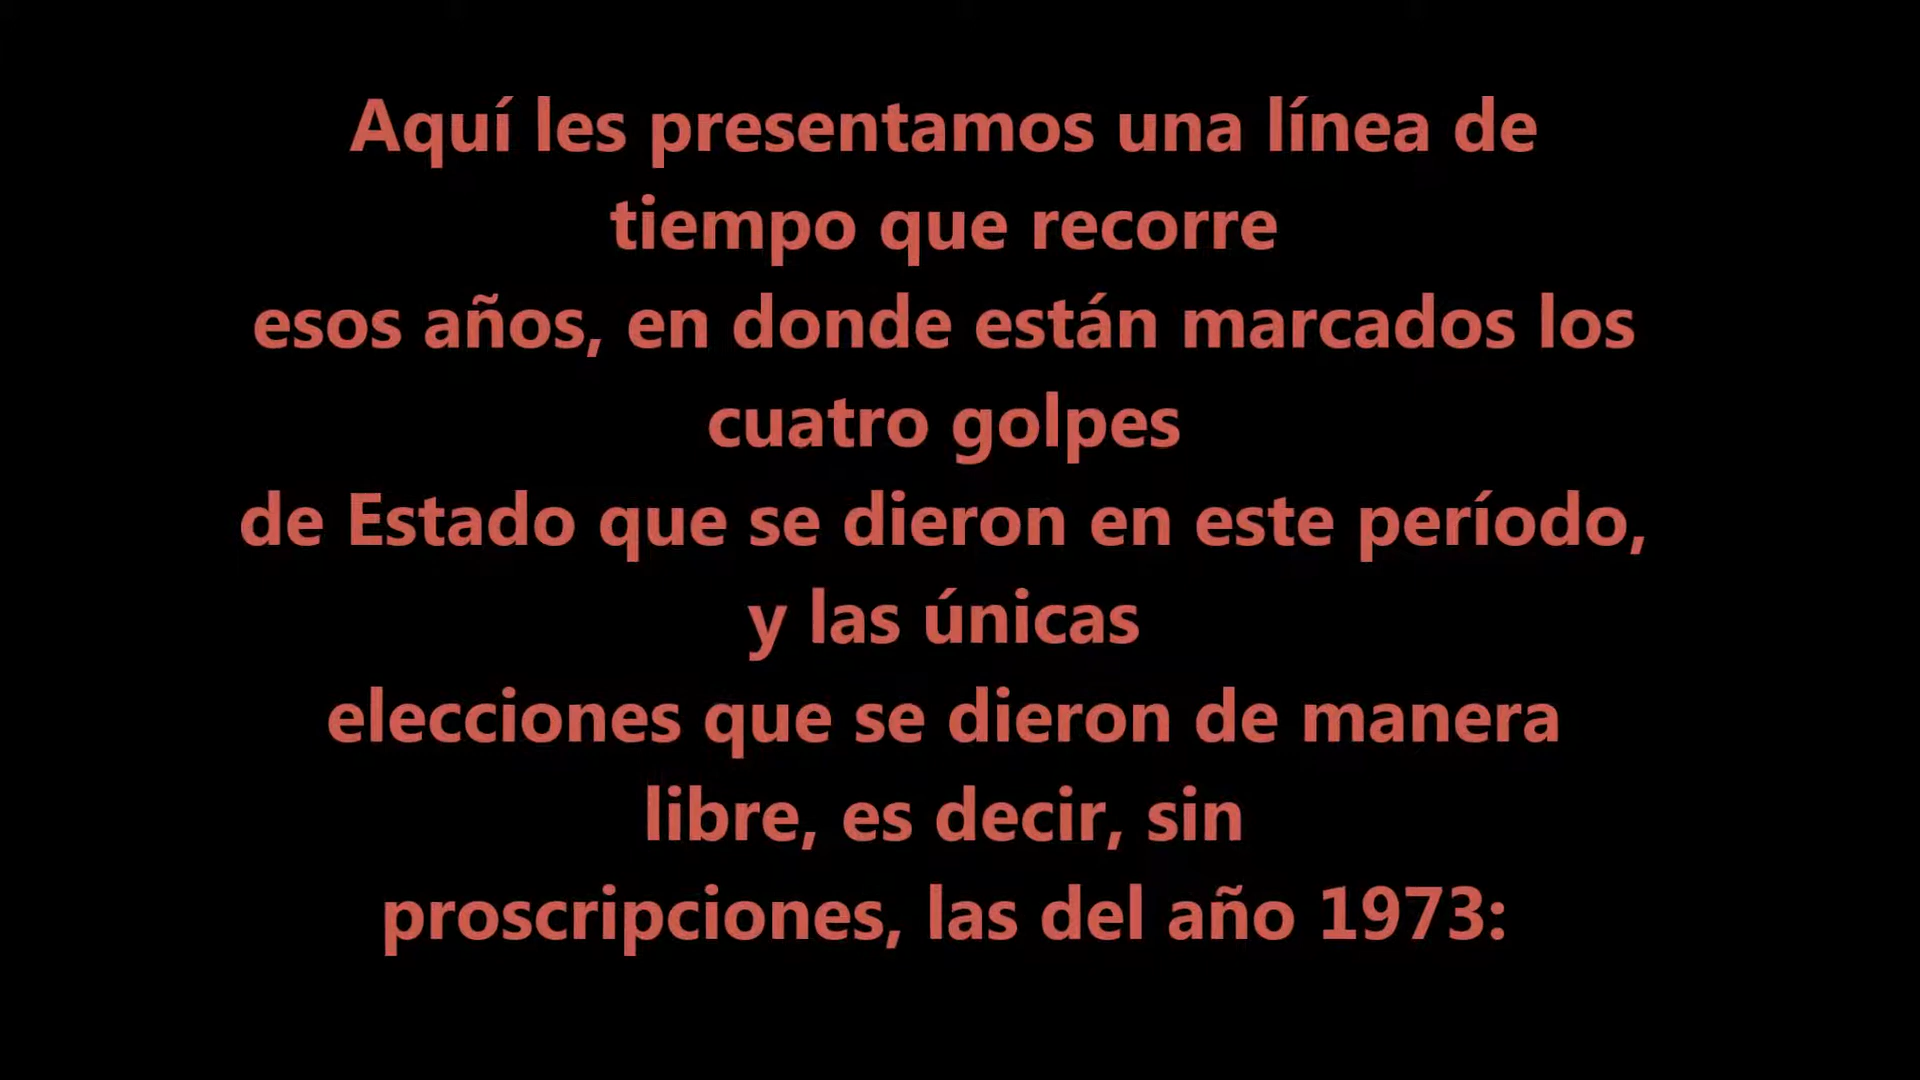 Aquí les presentamos una línea de
tiempo que recorre
esos años, en donde están marcados los
cuatro golpes
de Estado que se dieron en este período,
y las únicas
elecciones que se dieron de manera
libre, es decir, sin
proscripciones, las del año 1973: